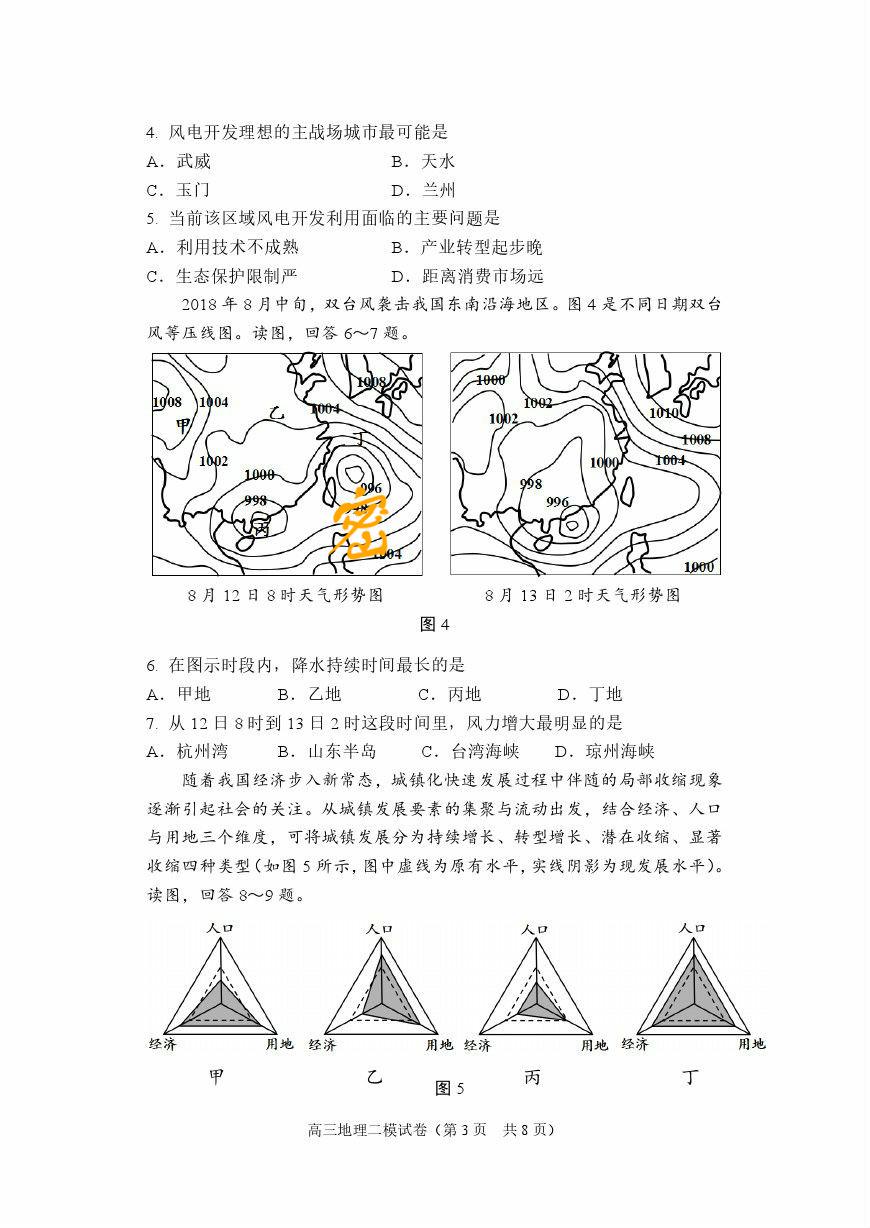 4. 风电开发理想的主战场城市最可能是
A．武威 B．天水
C．玉门 D．兰州
5. 当前该区域风电开发利用面临的主要问题是
A．利用技术不成熟 B．产业转型起步晚
C．生态保护限制严 D．距离消费市场远
2018 年 8 月中旬，双台风袭击我国东南沿海地区。图 4 是不同日期双台
风等压线图。读图，回答 6～7 题。
1008 1004 甲 乙 1008 1004 丁 1002 1000 998 丙 996 密 1004
1000 1002 1002 1010 1008 1004 1000 998 996 1000
8 月 12 日 8 时天气形势图 8 月 13 日 2 时天气形势图
图 4
6. 在图示时段内，降水持续时间最长的是
A．甲地 B．乙地 C．丙地 D．丁地
7. 从 12 日 8 时到 13 日 2 时这段时间里，风力增大最明显的是
A．杭州湾 B．山东半岛 C．台湾海峡 D．琼州海峡
随着我国经济步入新常态，城镇化快速发展过程中伴随的局部收缩现象
逐渐引起社会的关注。从城镇发展要素的集聚与流动出发，结合经济、人口
与用地三个维度，可将城镇发展分为持续增长、转型增长、潜在收缩、显著
收缩四种类型（如图 5 所示，图中虚线为原有水平，实线阴影为现发展水平）。
读图，回答 8～9 题。
人口 人口 人口 人口
经济 用地 经济 用地 经济 用地 经济 用地
甲 乙 丙 丁
图 5
高三地理二模试卷（第 3 页 共 8 页）